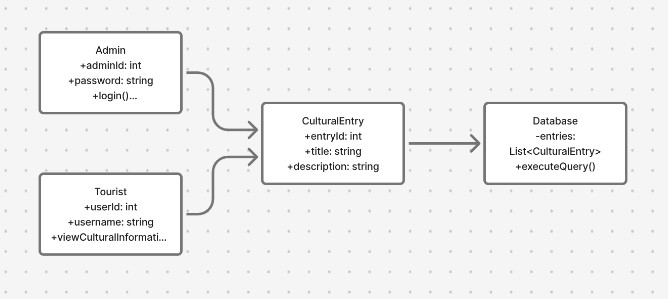 Admin
+adminId: int
+password: string
+login()...
Tourist
+userId: int
+username: string
+viewCulturalInformati...
CulturalEntry
+entryId: int
+title: string
+description: string
Database
-entries:
List<CulturalEntry>
+executeQuery()